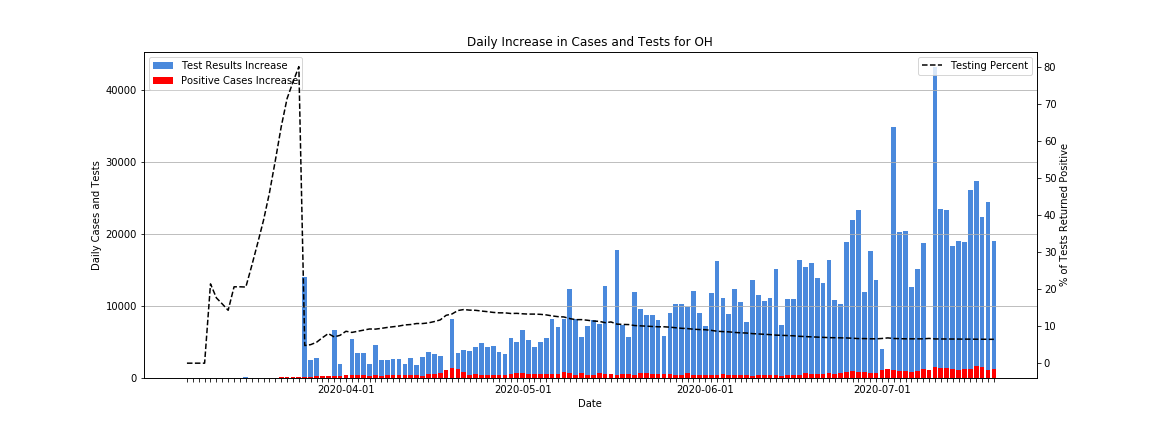 Daily Increase in Cases and Tests for OH
Test Results Increase
Positive Cases Increase
Testing Percent
40000
30000
20000
10000
0
Daily Cases and Tests
80
70
60
50
40
30
20
10
0
% of Tests Returned Positive
2020-04-01
2020-05-01
2020-06-01
2020-07-01
Date